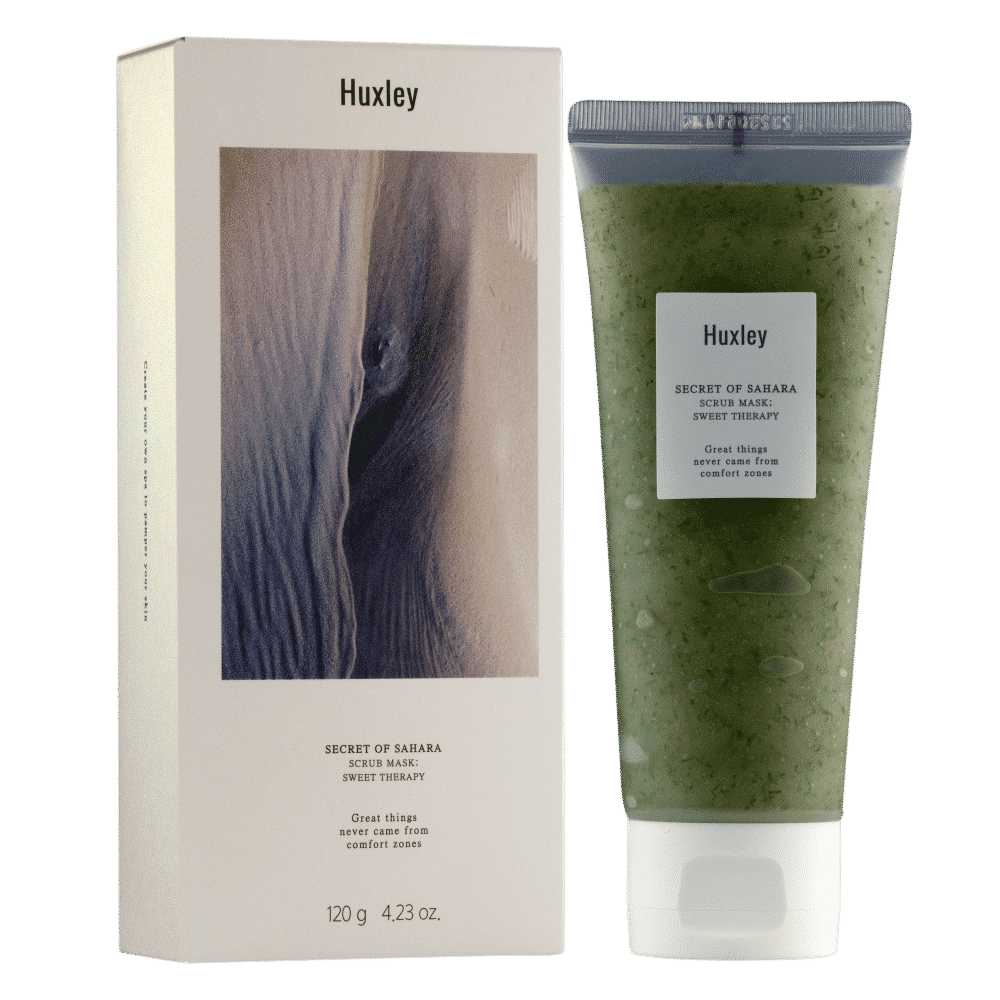 Huxley
Create your own spa to pamper your skin
SECRET OF SAHARA
SCRUB MASK;
SWEET THERAPY
Great things
never came from
comfort zones
120 g 4.23 oz.
Huxley
SECRET OF SAHARA
SCRUB MASK;
SWEET THERAPY
Great things
never came from
comfort zones